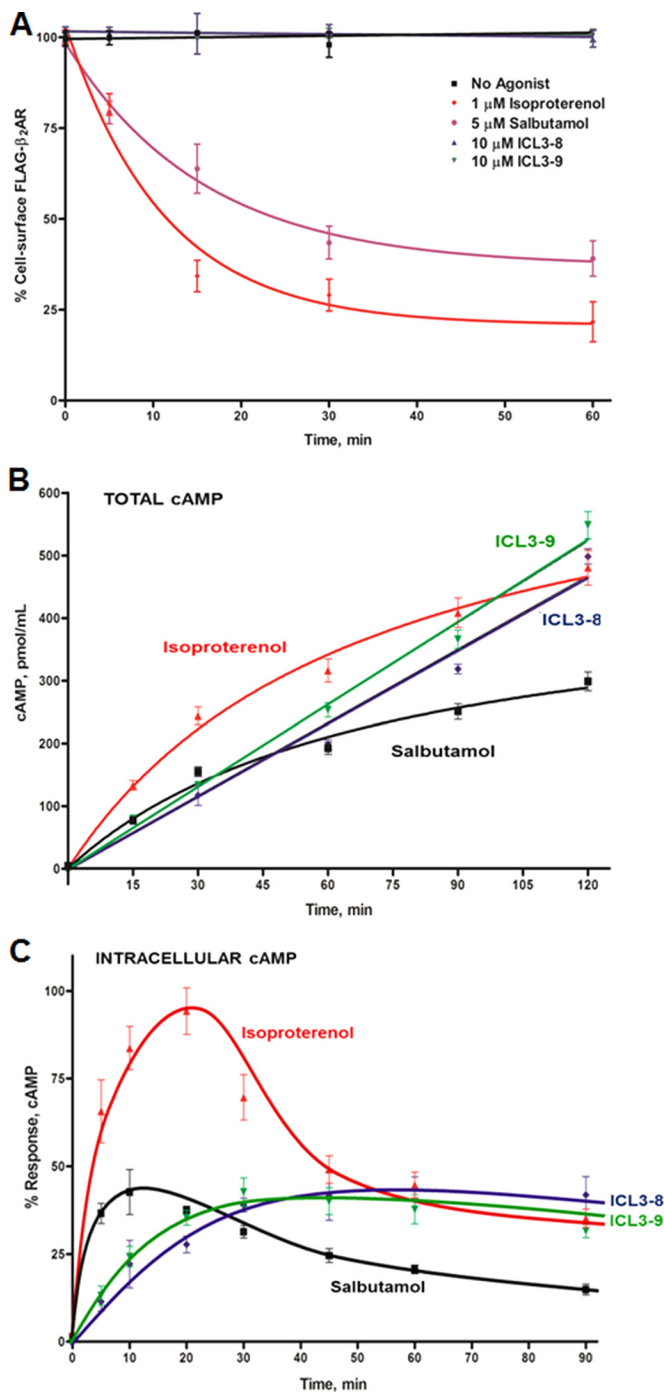 A
% Cell-surface FLAG-β₂AR
100
75
50
25
0
No Agonist
1 µM Isoproterenol
5 µM Salbutamol
10 µM ICL3-8
10 µM ICL3-9
0 10 20 30 40 50 60
Time, min
B
TOTAL cAMP
cAMP, pmol/mL
600
500
400
300
200
100
0
ICL3-9
Isoproterenol
ICL3-8
Salbutamol
15 30 45 60 75 90 105 120
Time, min
C
INTRACELLULAR cAMP
% Response, cAMP
100
75
50
25
0
Isoproterenol
ICL3-8
ICL3-9
Salbutamol
0 10 20 30 40 50 60 70 80 90
Time, min